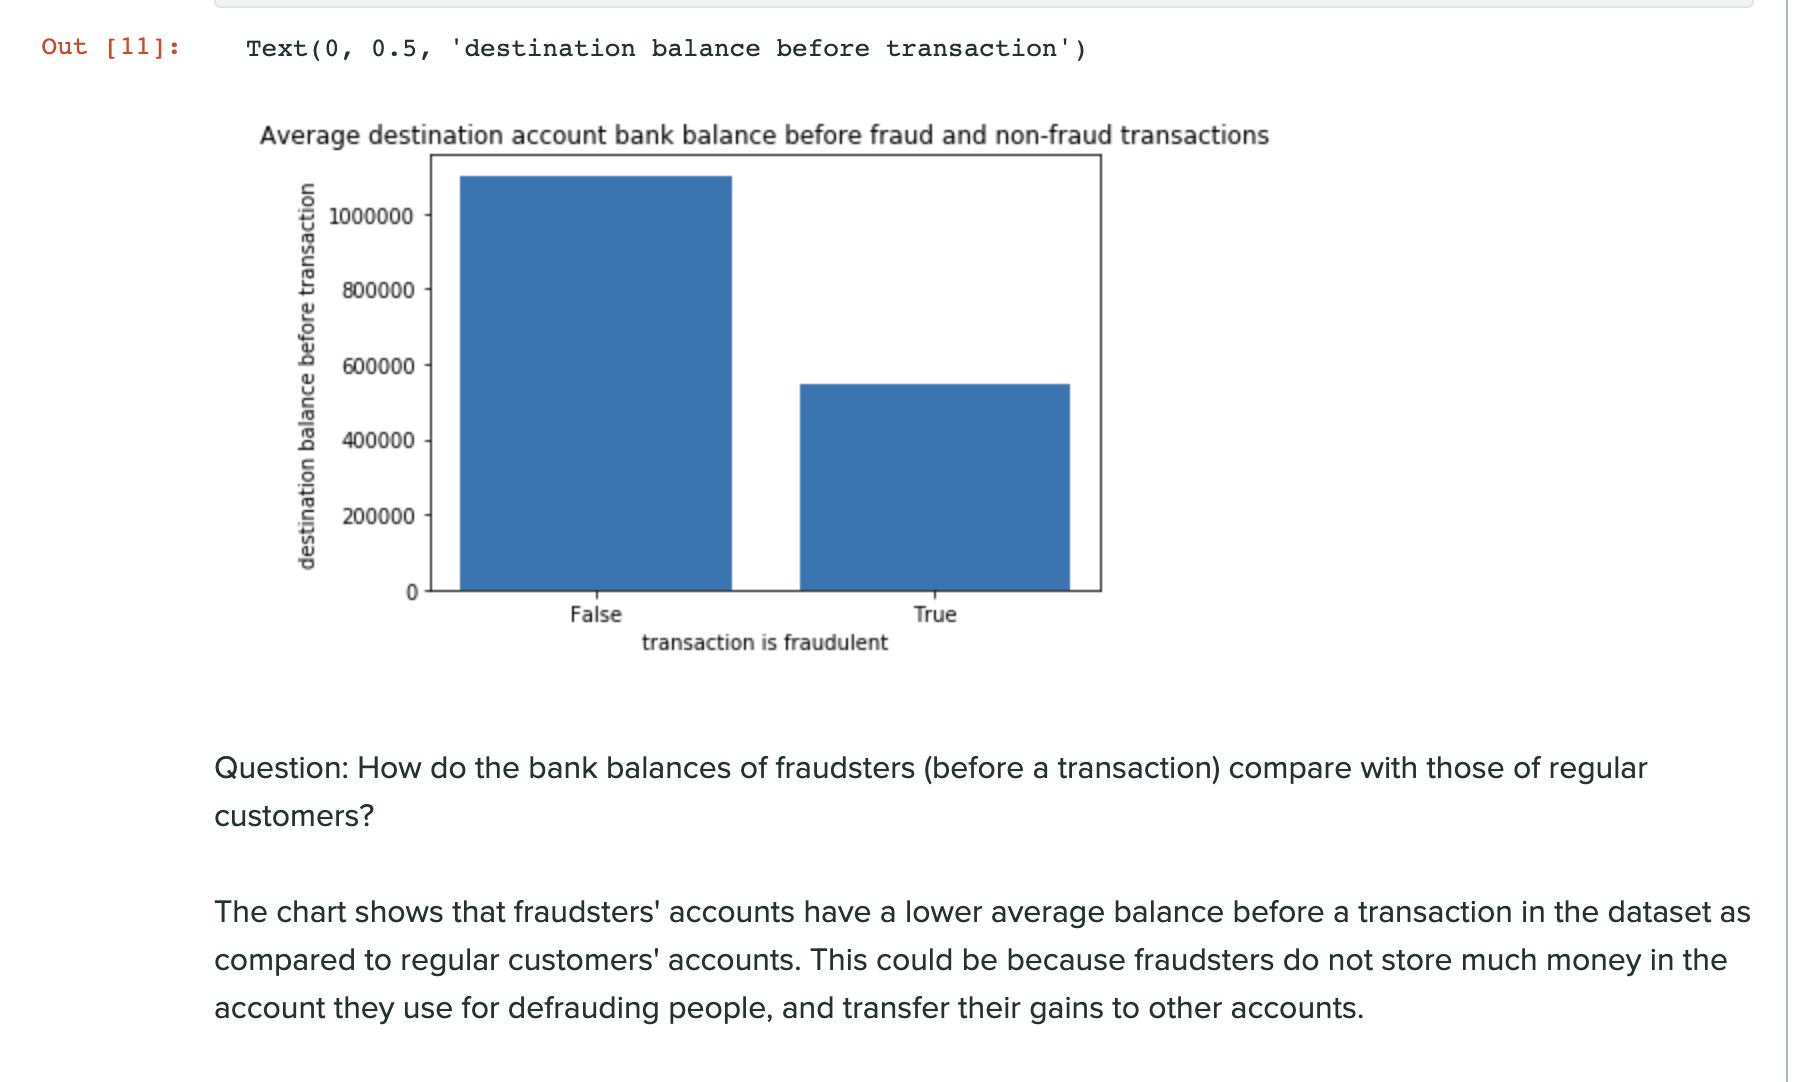 Out [11]: Text(0, 0.5, 'destination balance before transaction')
Average destination account bank balance before fraud and non-fraud transactions
destination balance before transaction
1000000
800000
600000
400000
200000
0
False True
transaction is fraudulent
Question: How do the bank balances of fraudsters (before a transaction) compare with those of regular
customers?
The chart shows that fraudsters' accounts have a lower average balance before a transaction in the dataset as
compared to regular customers' accounts. This could be because fraudsters do not store much money in the
account they use for defrauding people, and transfer their gains to other accounts.